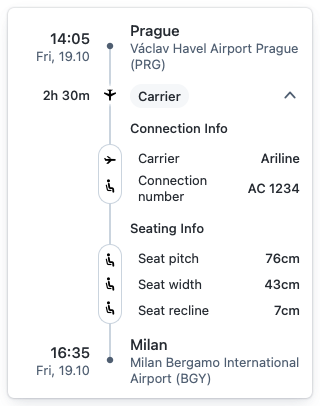 14:05 Prague
Fri, 19.10 Václav Havel Airport Prague
(PRG)
2h 30m Carrier
Connection Info
Carrier Ariline
Connection
number AC 1234
Seating Info
Seat pitch 76cm
Seat width 43cm
Seat recline 7cm
16:35 Milan
Fri, 19.10 Milan Bergamo International
Airport (BGY)